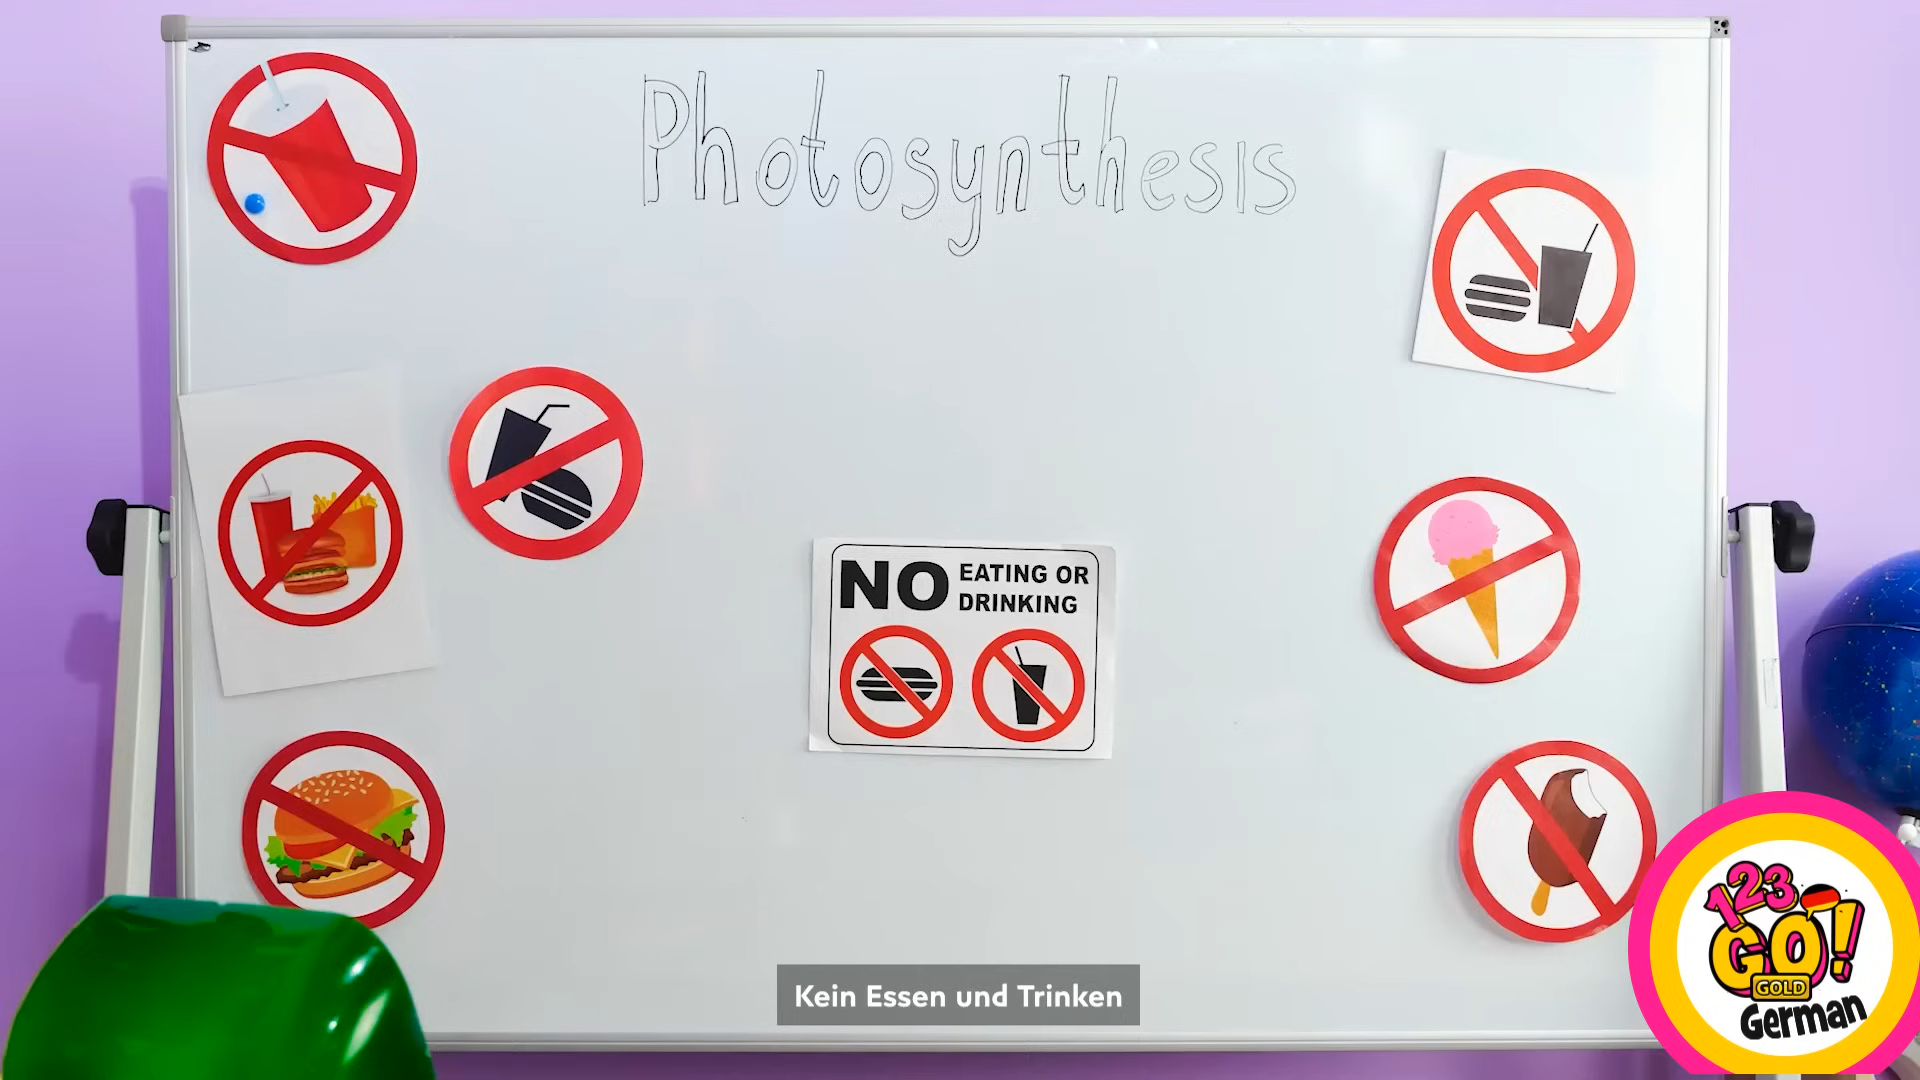 Photosynthesis
NO EATING OR
DRINKING
Kein Essen und Trinken
123
GO!
GOLD
German